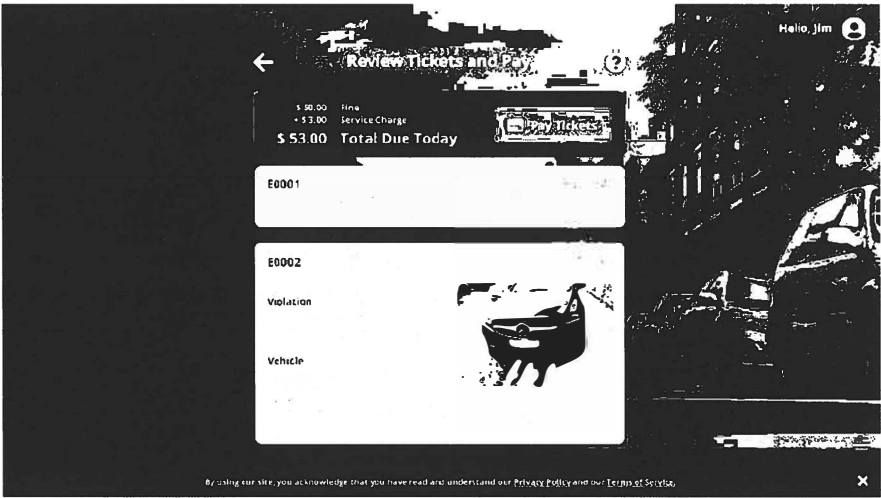 Hello, Jim
Review Tickets and Pay
?
$ 50.00 Fine
+ $ 3.00 Service Charge
$ 53.00 Total Due Today
Pay Tickets
E0001
E0002
Violation
Vehicle
By using our site, you acknowledge that you have read and understand our Privacy Policy and our Terms of Service.